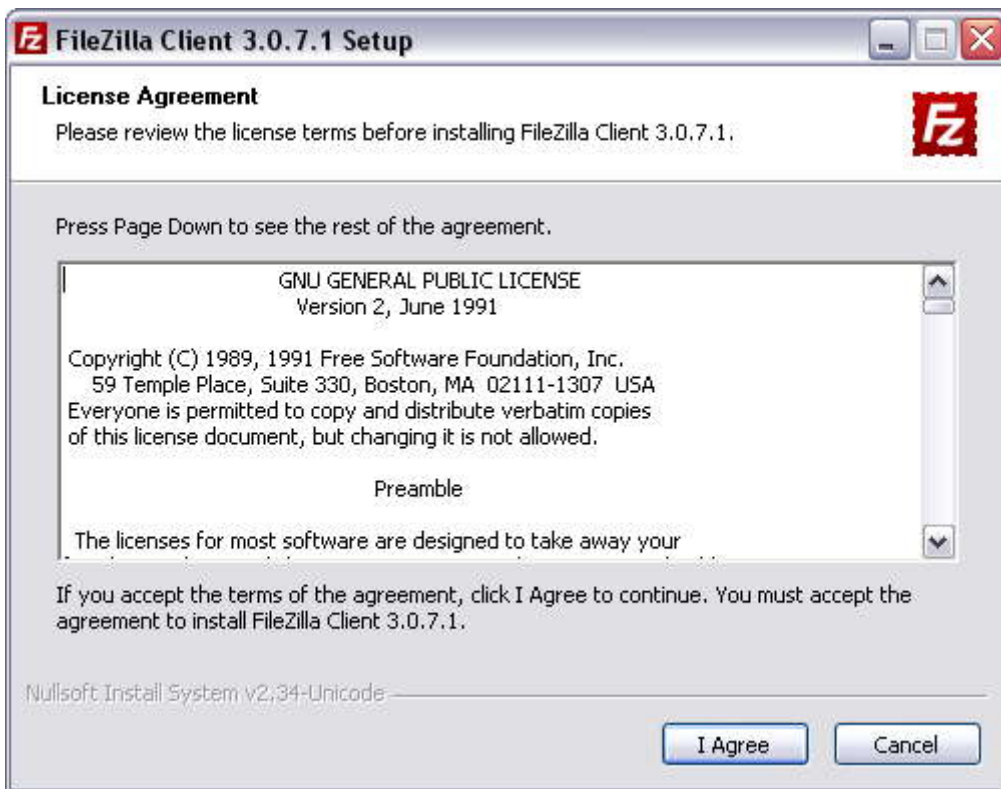 FileZilla Client 3.0.7.1 Setup
License Agreement
Please review the license terms before installing FileZilla Client 3.0.7.1.
Fz
Press Page Down to see the rest of the agreement.
GNU GENERAL PUBLIC LICENSE
Version 2, June 1991
Copyright (C) 1989, 1991 Free Software Foundation, Inc.
59 Temple Place, Suite 330, Boston, MA 02111-1307 USA
Everyone is permitted to copy and distribute verbatim copies
of this license document, but changing it is not allowed.
Preamble
The licenses for most software are designed to take away your
If you accept the terms of the agreement, click I Agree to continue. You must accept the
agreement to install FileZilla Client 3.0.7.1.
Nullsoft Install System v2.34-Unicode
I Agree
Cancel